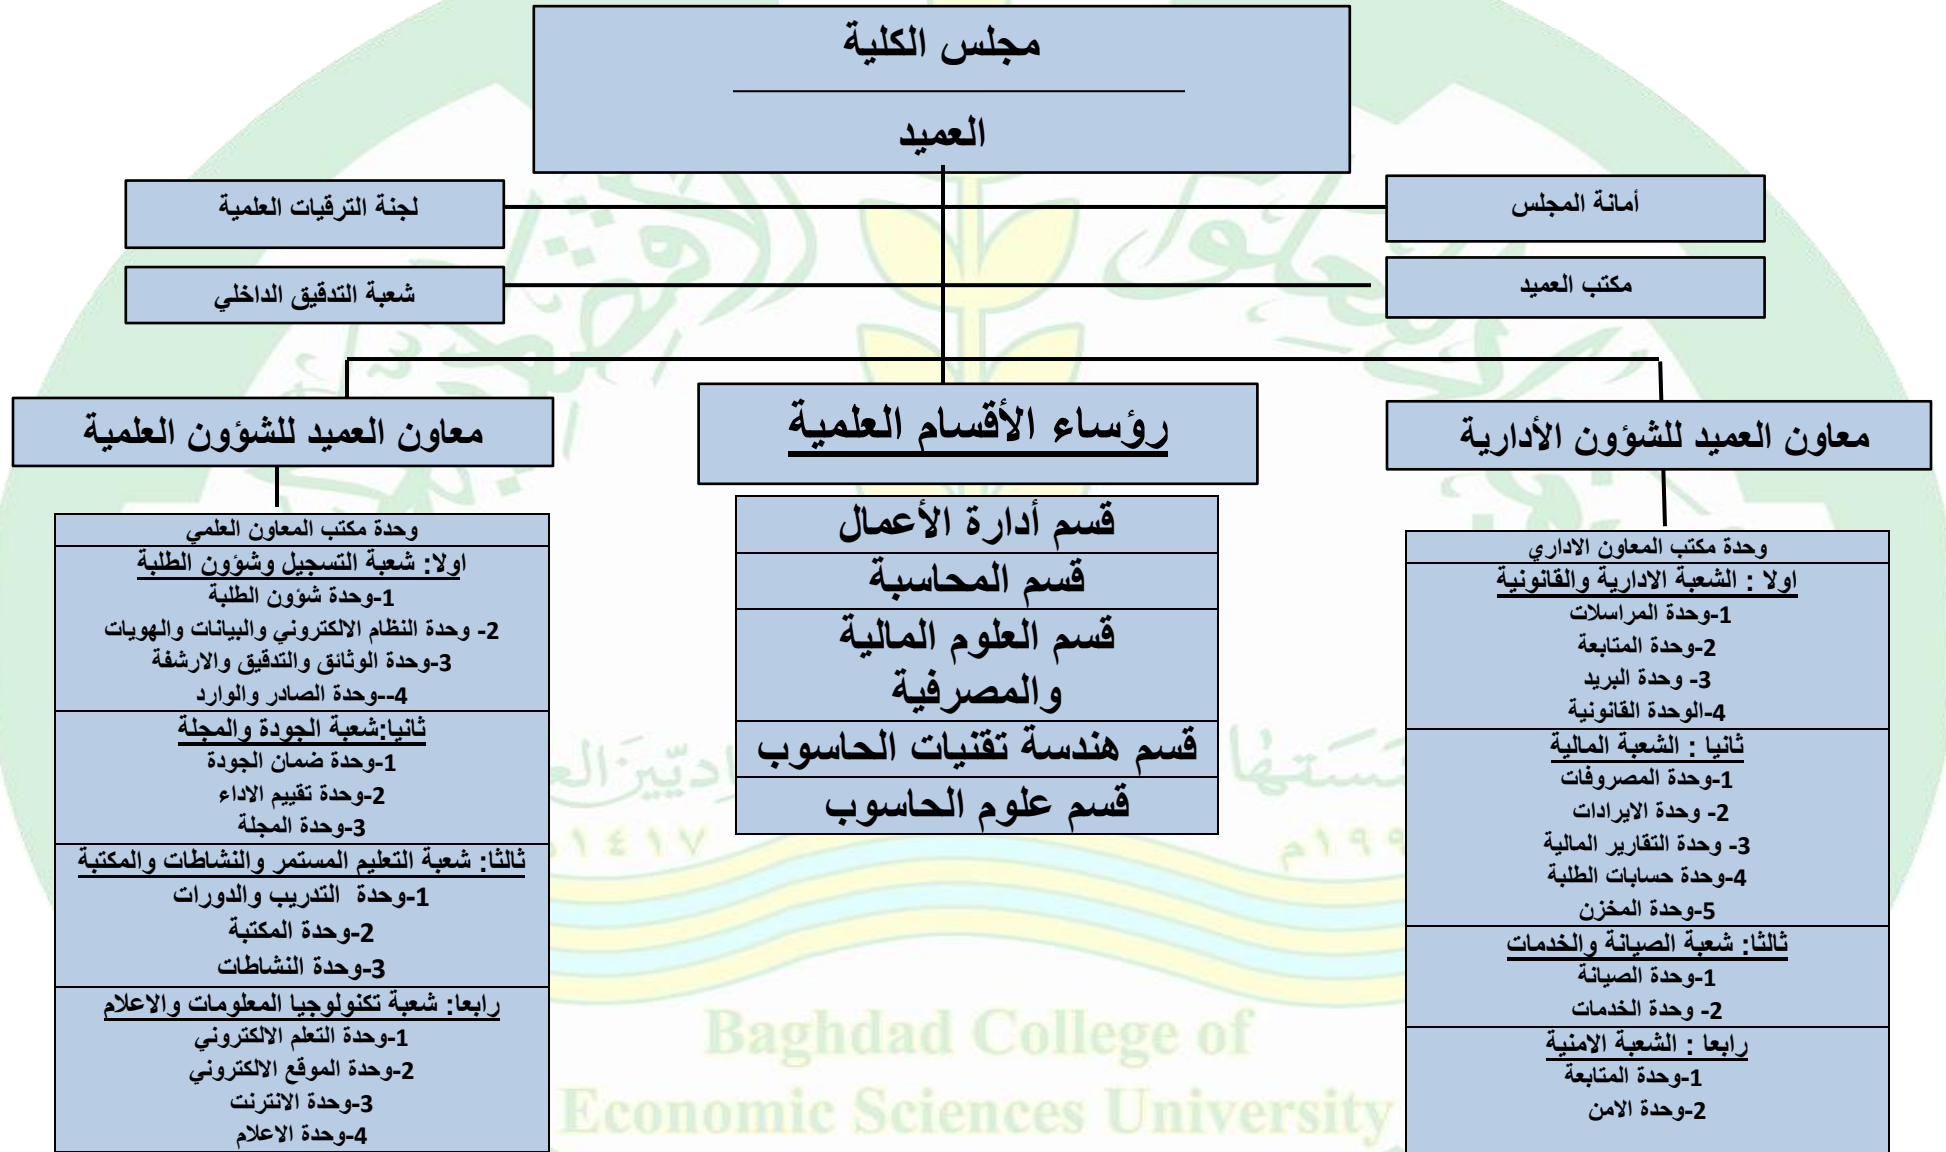 مجلس الكلية
العميد
أمانة المجلس
لجنة الترقيات العلمية
مكتب العميد
شعبة التدقيق الداخلي
معاون العميد للشؤون الأدارية
رؤساء الأقسام العلمية
معاون العميد للشؤون العلمية
وحدة مكتب المعاون الاداري
اولا : الشعبة الادارية والقانونية
1-وحدة المراسلات
2-وحدة المتابعة
3- وحدة البريد
4-الوحدة القانونية
ثانيا : الشعبة المالية
1-وحدة المصروفات
2- وحدة الايرادات
3- وحدة التقارير المالية
4-وحدة حسابات الطلبة
5-وحدة المخزن
ثالثا: شعبة الصيانة والخدمات
1-وحدة الصيانة
2- وحدة الخدمات
رابعا : الشعبة الامنية
1-وحدة المتابعة
2-وحدة الامن
قسم أدارة الأعمال
قسم المحاسبة
قسم العلوم المالية
والمصرفية
قسم هندسة تقنيات الحاسوب
قسم علوم الحاسوب
وحدة مكتب المعاون العلمي
اولا: شعبة التسجيل وشؤون الطلبة
1-وحدة شؤون الطلبة
2- وحدة النظام الالكتروني والبيانات والهويات
3-وحدة الوثائق والتدقيق والارشفة
4--وحدة الصادر والوارد
ثانيا:شعبة الجودة والمجلة
1-وحدة ضمان الجودة
2-وحدة تقييم الاداء
3-وحدة المجلة
ثالثا: شعبة التعليم المستمر والنشاطات والمكتبة
1-وحدة التدريب والدورات
2-وحدة المكتبة
3-وحدة النشاطات
رابعا: شعبة تكنولوجيا المعلومات والاعلام
1-وحدة التعلم الالكتروني
2-وحدة الموقع الالكتروني
3-وحدة الانترنت
4-وحدة الاعلام
١٤١٧
Baghdad College of
Economic Sciences University